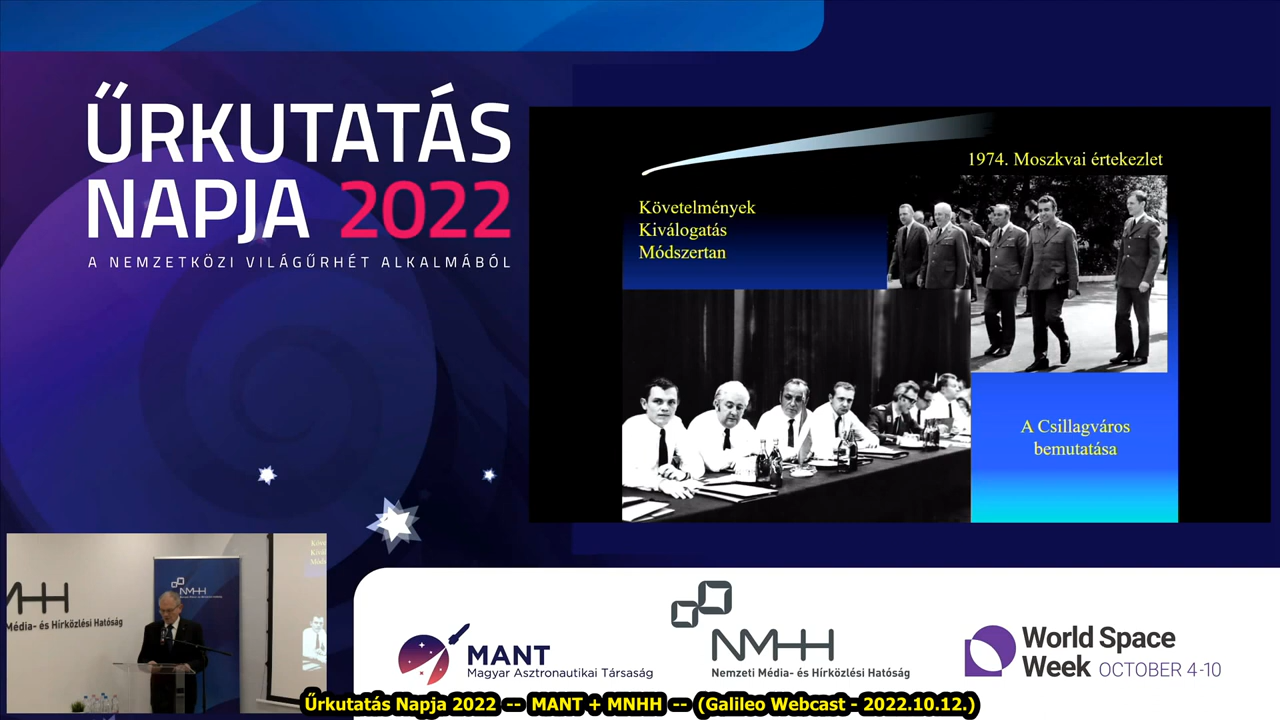 ŰRKUTATÁS
NAPJA 2022
A NEMZETKÖZI VILÁGŰRHÉT ALKALMÁBÓL
1974. Moszkvai értekezlet
Követelmények
Kiválogatás
Módszertan
A Csillagváros
bemutatása
NMHH
Média- és Hírközlési Hatóság
MANT
Magyar Asztronautikai Társaság
NMHH
Nemzeti Média- és Hírközlési Hatóság
World Space
Week OCTOBER 4-10
Űrkutatás Napja 2022 -- MANT + MNHH -- (Galileo Webcast - 2022.10.12.)